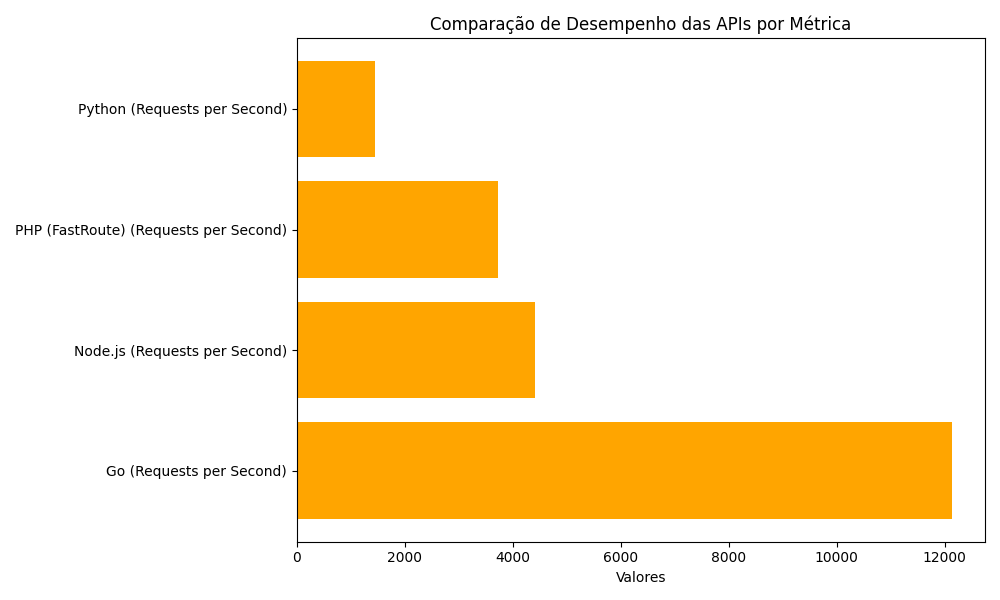 Comparação de Desempenho das APIs por Métrica
Python (Requests per Second)
PHP (FastRoute) (Requests per Second)
Node.js (Requests per Second)
Go (Requests per Second)
0 2000 4000 6000 8000 10000 12000
Valores